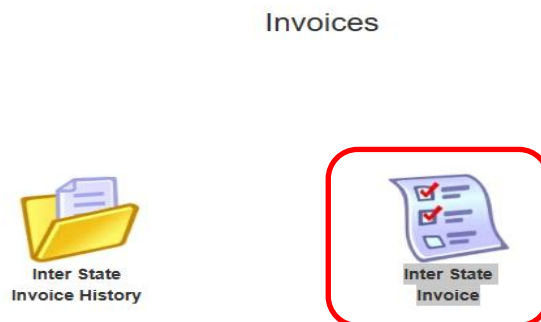 Invoices
Inter State
Invoice History
Inter State
Invoice